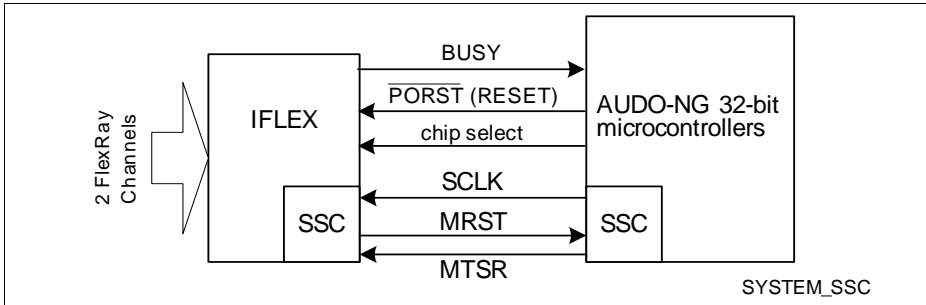 BUSY
PORST (RESET)
IFLEX
AUDO-NG 32-bit
microcontrollers
chip select
2 FlexRay
Channels
SCLK
SSC
MRST
SSC
MTSR
SYSTEM_SSC